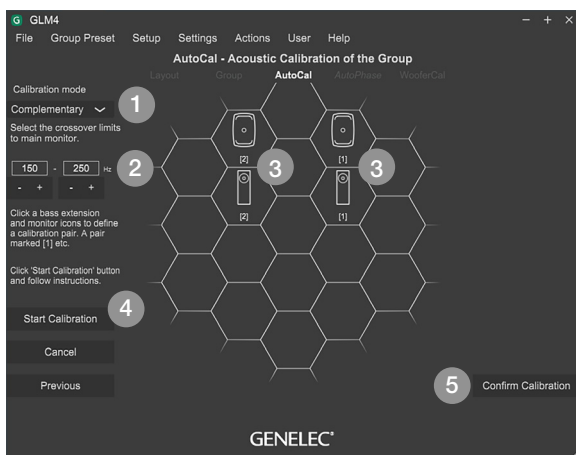 G GLM4
File Group Preset Setup Settings Actions User Help
AutoCal - Acoustic Calibration of the Group
Layout Group AutoCal AutoPhase WooferCal
Calibration mode
Complementary
1
Select the crossover limits
to main monitor.
150 - 250 Hz
- + - +
2
Click a bass extension
and monitor icons to define
a calibration pair. A pair
marked [1] etc.
Click 'Start Calibration' button
and follow instructions.
Start Calibration
4
Cancel
Previous
[2] [1]
3 3
[2] [1]
5
Confirm Calibration
GENELEC®